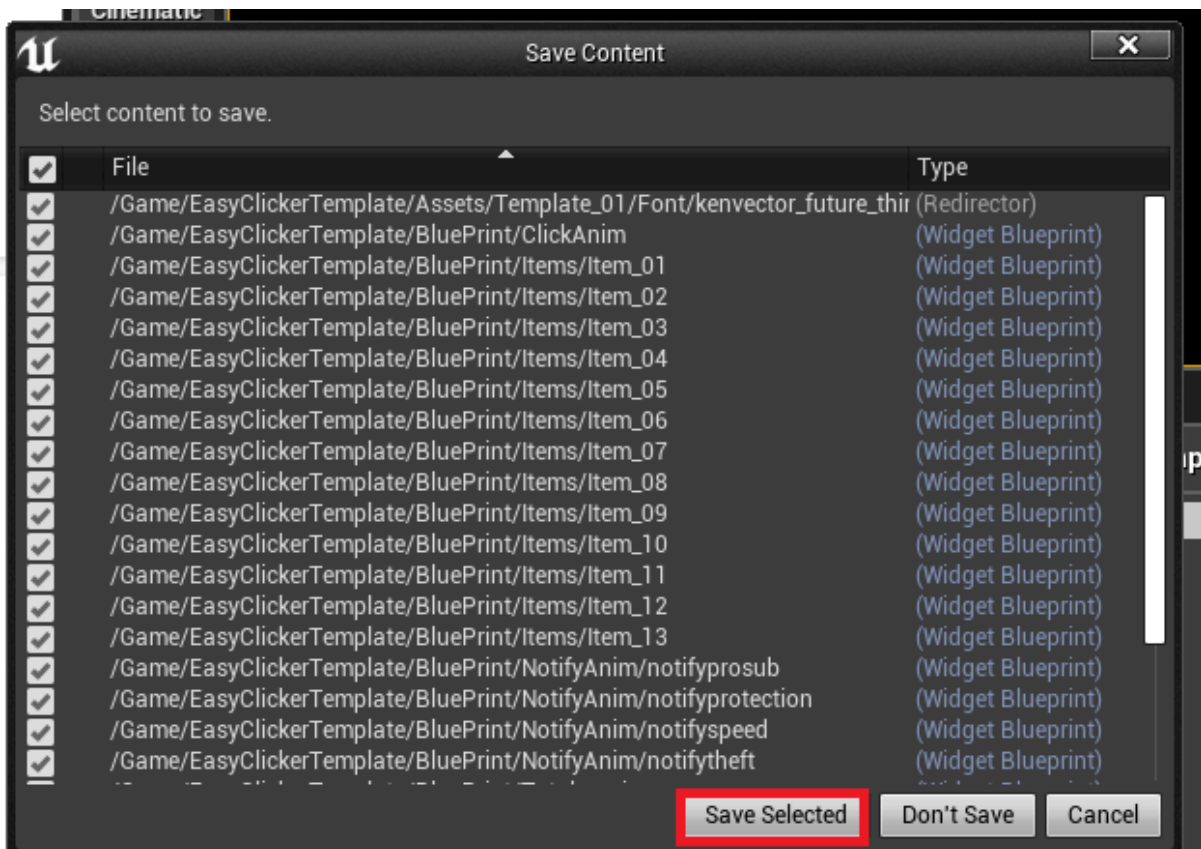 Cinematic
Save Content
Select content to save.
File Type
/Game/EasyClickerTemplate/Assets/Template_01/Font/kenvector_future_thir (Redirector)
/Game/EasyClickerTemplate/BluePrint/ClickAnim (Widget Blueprint)
/Game/EasyClickerTemplate/BluePrint/Items/Item_01 (Widget Blueprint)
/Game/EasyClickerTemplate/BluePrint/Items/Item_02 (Widget Blueprint)
/Game/EasyClickerTemplate/BluePrint/Items/Item_03 (Widget Blueprint)
/Game/EasyClickerTemplate/BluePrint/Items/Item_04 (Widget Blueprint)
/Game/EasyClickerTemplate/BluePrint/Items/Item_05 (Widget Blueprint)
/Game/EasyClickerTemplate/BluePrint/Items/Item_06 (Widget Blueprint)
/Game/EasyClickerTemplate/BluePrint/Items/Item_07 (Widget Blueprint)
/Game/EasyClickerTemplate/BluePrint/Items/Item_08 (Widget Blueprint)
/Game/EasyClickerTemplate/BluePrint/Items/Item_09 (Widget Blueprint)
/Game/EasyClickerTemplate/BluePrint/Items/Item_10 (Widget Blueprint)
/Game/EasyClickerTemplate/BluePrint/Items/Item_11 (Widget Blueprint)
/Game/EasyClickerTemplate/BluePrint/Items/Item_12 (Widget Blueprint)
/Game/EasyClickerTemplate/BluePrint/Items/Item_13 (Widget Blueprint)
/Game/EasyClickerTemplate/BluePrint/NotifyAnim/notifyprosub (Widget Blueprint)
/Game/EasyClickerTemplate/BluePrint/NotifyAnim/notifyprotection (Widget Blueprint)
/Game/EasyClickerTemplate/BluePrint/NotifyAnim/notifyspeed (Widget Blueprint)
/Game/EasyClickerTemplate/BluePrint/NotifyAnim/notifytheft (Widget Blueprint)
Save Selected Don't Save Cancel